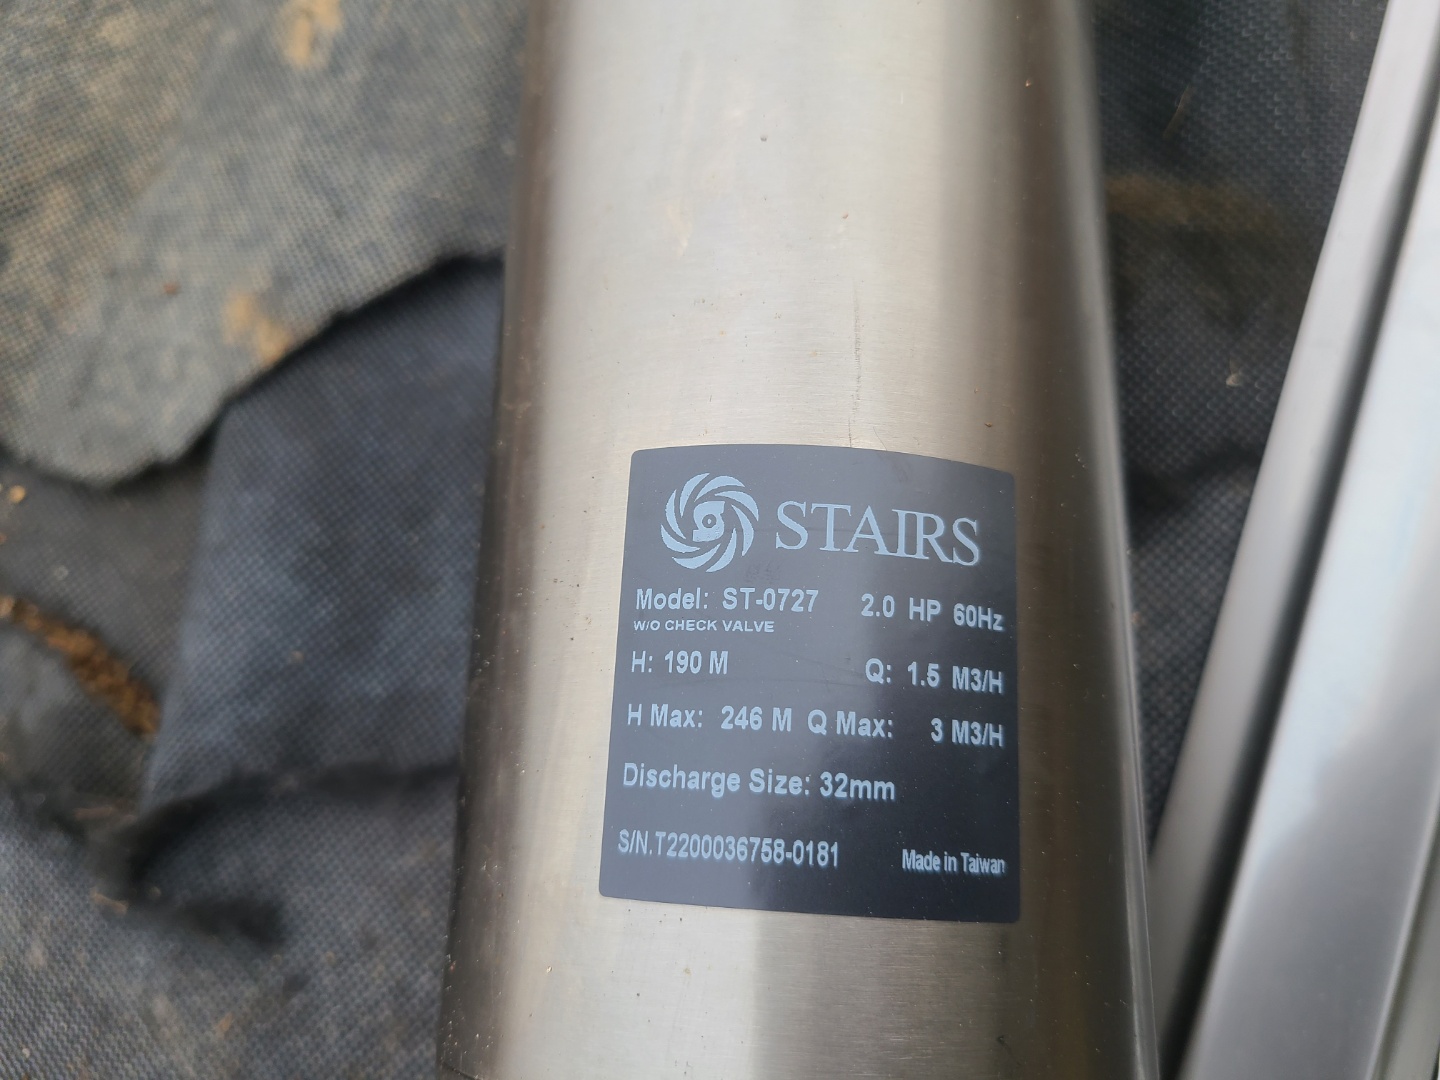 STAIRS
Model: ST-0727 2.0 HP 60Hz
W/O CHECK VALVE
H: 190 M Q: 1.5 M3/H
H Max: 246 M Q Max: 3 M3/H
Discharge Size: 32mm
S/N.T2200036758-0181 Made in Taiwan